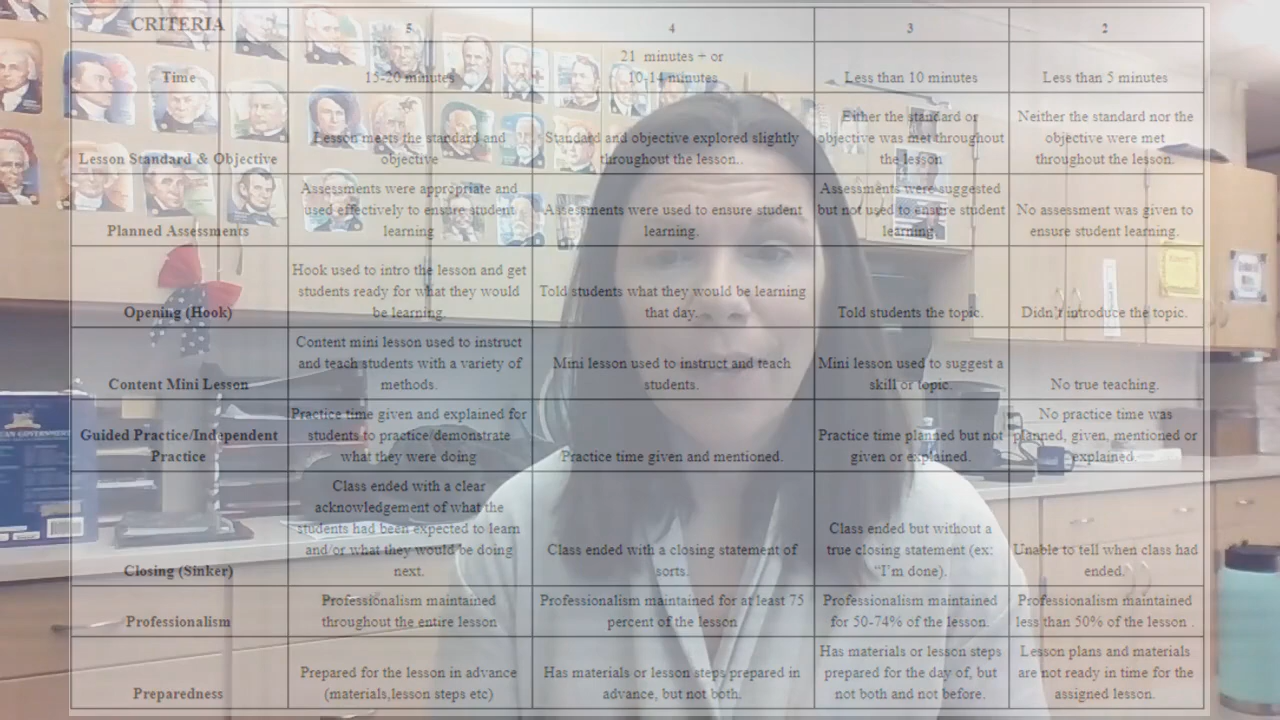 CRITERIA 5 4 3 2
Time
15-20 minutes
21 minutes + or
10-14 minutes
Less than 10 minutes
Less than 5 minutes
Lesson Standard & Objective
Lesson meets the standard and
objective
Standard and objective explored slightly
throughout the lesson..
Either the standard or
objective was met throughout
the lesson
Neither the standard nor the
objective were met
throughout the lesson.
Planned Assessments
Assessments were appropriate and
used effectively to ensure student
learning
Assessments were used to ensure student
learning.
Assessments were suggested
but not used to ensure student
learning
No assessment was given to
ensure student learning.
Opening (Hook)
Hook used to intro the lesson and get
students ready for what they would
be learning.
Told students what they would be learning
that day.
Told students the topic.
Didn't introduce the topic.
Content Mini Lesson
Content mini lesson used to instruct
and teach students with a variety of
methods.
Mini lesson used to instruct and teach
students.
Mini lesson used to suggest a
skill or topic.
No true teaching.
Guided Practice/Independent
Practice
Practice time given and explained for
students to practice/demonstrate
what they were doing
Practice time given and mentioned.
Practice time planned but not
given or explained.
No practice time was
planned, given, mentioned or
explained.
Closing (Sinker)
Class ended with a clear
acknowledgement of what the
students had been expected to learn
and/or what they would be doing
next.
Class ended with a closing statement of
sorts.
Class ended but without a
true closing statement (ex:
“I’m done).
Unable to tell when class had
ended.
Professionalism
Professionalism maintained
throughout the entire lesson
Professionalism maintained for at least 75
percent of the lesson
Professionalism maintained
for 50-74% of the lesson.
Professionalism maintained
less than 50% of the lesson .
Preparedness
Prepared for the lesson in advance
(materials,lesson steps etc)
Has materials or lesson steps prepared in
advance, but not both.
Has materials or lesson steps
prepared for the day of, but
not both and not before.
Lesson plans and materials
are not ready in time for the
assigned lesson.
GOVERNMENT